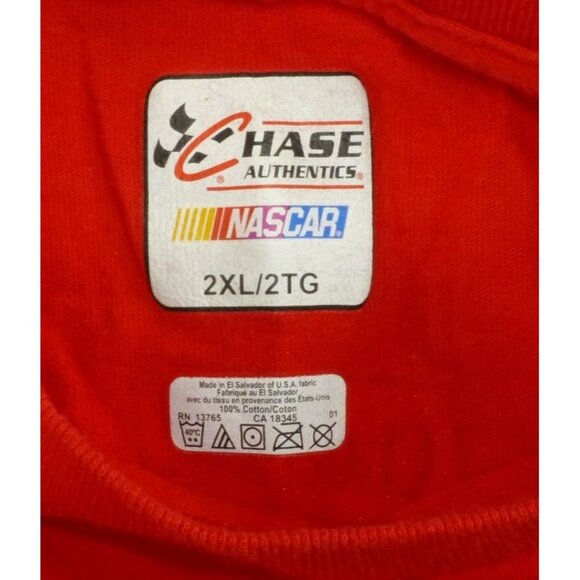 CHASE
AUTHENTICS®
®
NASCAR®
2XL/2TG
Made in El Salvador of U.S.A. fabric
Fabriqué au El Salvador
avec du tissu en provenance des États-Unis
100% Cotton/Coton
RN 13765 CA 18345 01
40°C